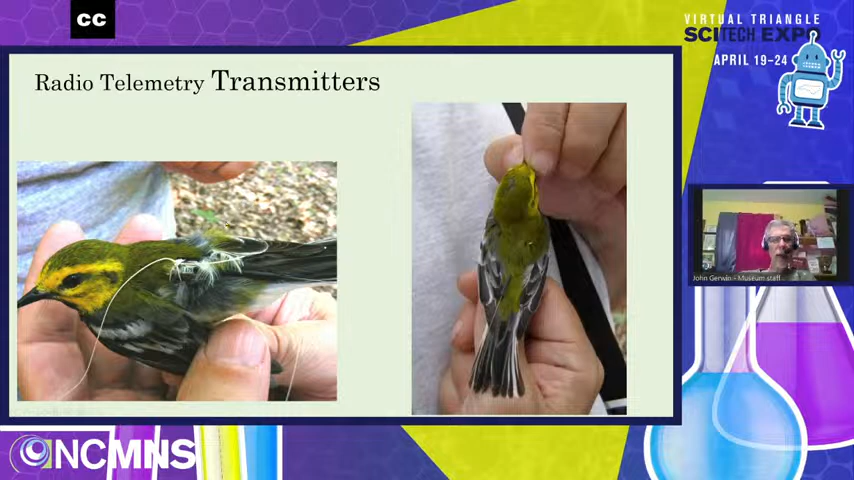 CC
VIRTUAL TRIANGLE
SCITECH EXPO
APRIL 19-24
Radio Telemetry Transmitters
John Gerwin - Museum staff
NCMNS